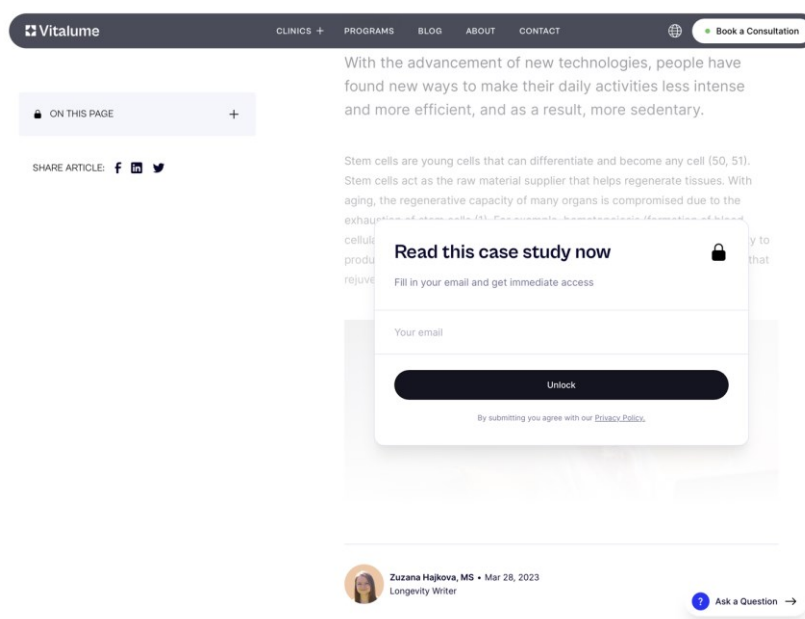 Vitalume
CLINICS +
PROGRAMS
BLOG
ABOUT
CONTACT
Book a Consultation
With the advancement of new technologies, people have
found new ways to make their daily activities less intense
and more efficient, and as a result, more sedentary.
ON THIS PAGE +
SHARE ARTICLE:
Stem cells are young cells that can differentiate and become any cell (50, 51).
Stem cells act as the raw material supplier that helps regenerate tissues. With
aging, the regenerative capacity of many organs is compromised due to the
y to
that
Read this case study now
Fill in your email and get immediate access
Your email
Unlock
By submitting you agree with our Privacy Policy.
Zuzana Hajkova, MS • Mar 28, 2023
Longevity Writer
? Ask a Question →